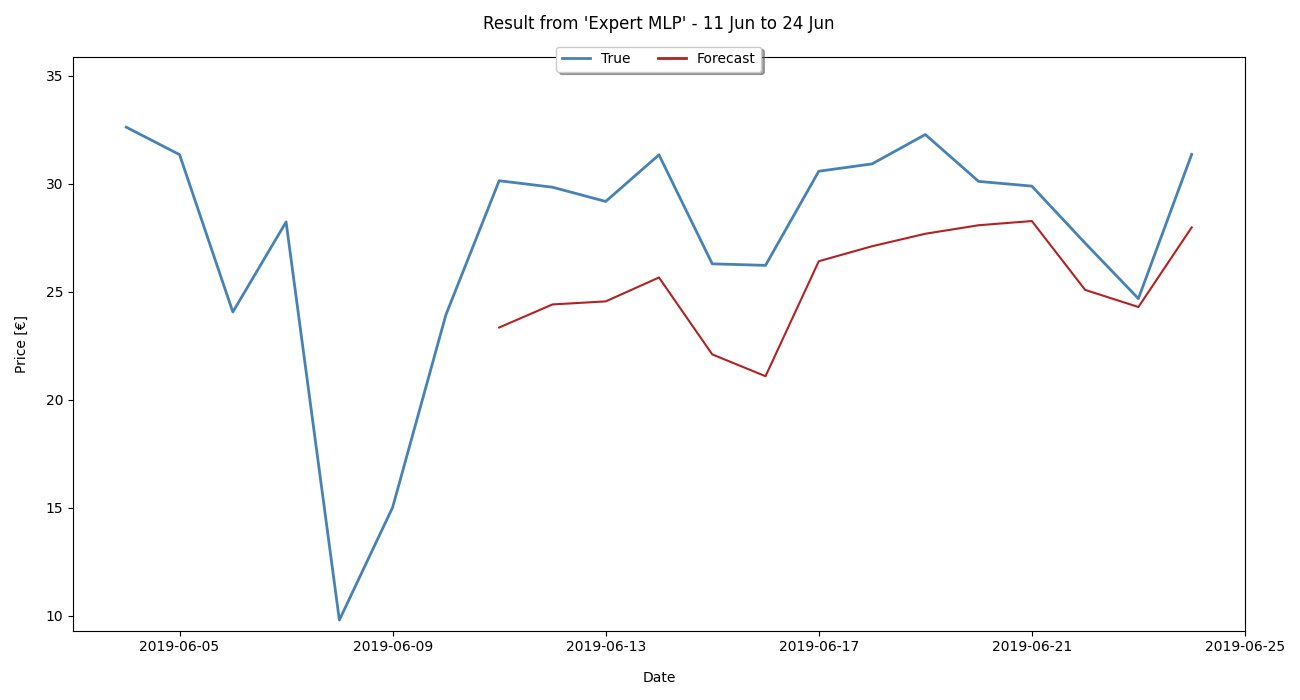 Result from 'Expert MLP' - 11 Jun to 24 Jun
True Forecast
35
30
25
20
15
10
Price [€]
2019-06-05 2019-06-09 2019-06-13 2019-06-17 2019-06-21 2019-06-25
Date